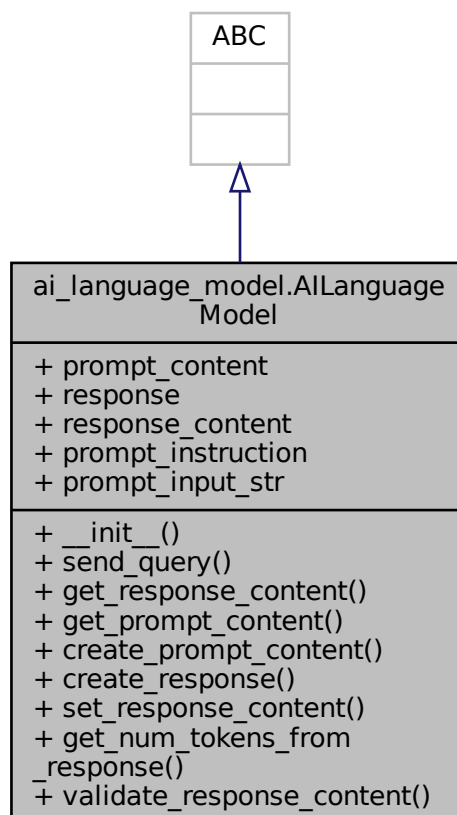 ABC
ai_language_model.AILanguage
Model
+ prompt_content
+ response
+ response_content
+ prompt_instruction
+ prompt_input_str
+ __init__()
+ send_query()
+ get_response_content()
+ get_prompt_content()
+ create_prompt_content()
+ create_response()
+ set_response_content()
+ get_num_tokens_from
_response()
+ validate_response_content()